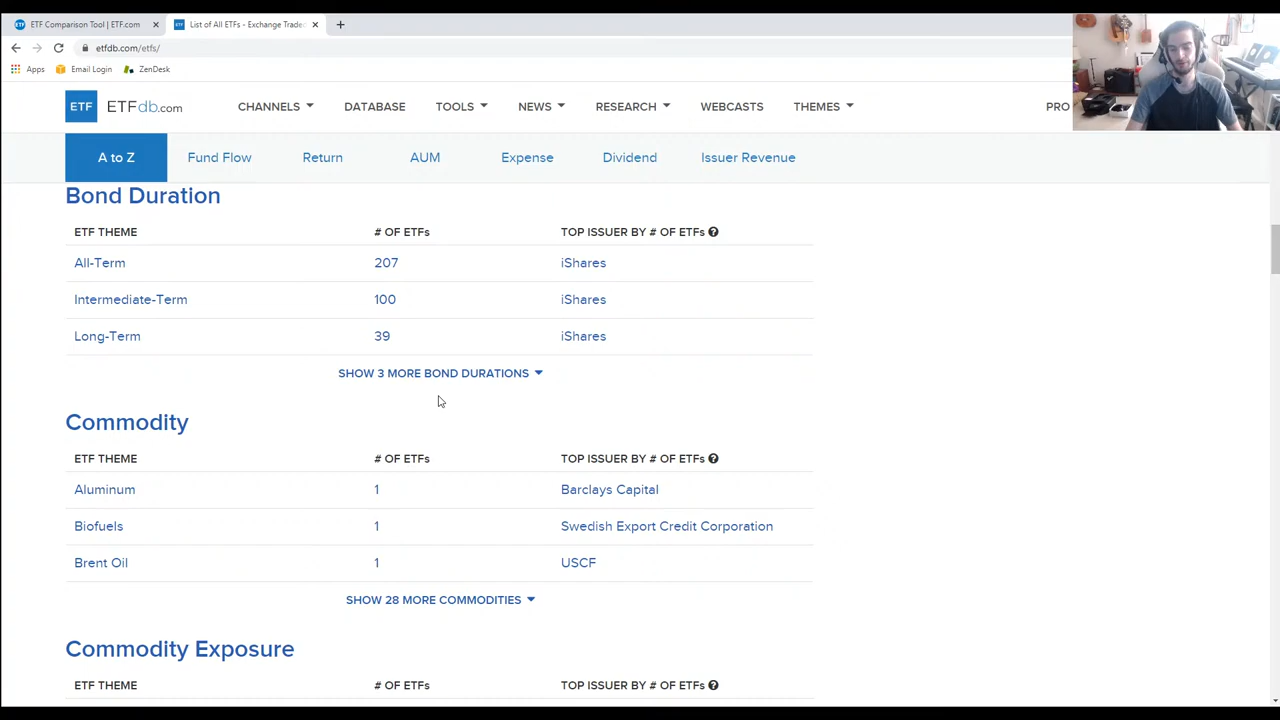 ETF ETF Comparison Tool | ETF.com × ETF List of All ETFs - Exchange Traded × +
etfdb.com/etfs/
Apps Email Login ZenDesk
ETF ETFdb.com CHANNELS DATABASE TOOLS NEWS RESEARCH WEBCASTS THEMES PRO
A to Z Fund Flow Return AUM Expense Dividend Issuer Revenue
Bond Duration
ETF THEME # OF ETFs TOP ISSUER BY # OF ETFs ?
All-Term 207 iShares
Intermediate-Term 100 iShares
Long-Term 39 iShares
SHOW 3 MORE BOND DURATIONS
Commodity
ETF THEME # OF ETFs TOP ISSUER BY # OF ETFs ?
Aluminum 1 Barclays Capital
Biofuels 1 Swedish Export Credit Corporation
Brent Oil 1 USCF
SHOW 28 MORE COMMODITIES
Commodity Exposure
ETF THEME # OF ETFs TOP ISSUER BY # OF ETFs ?